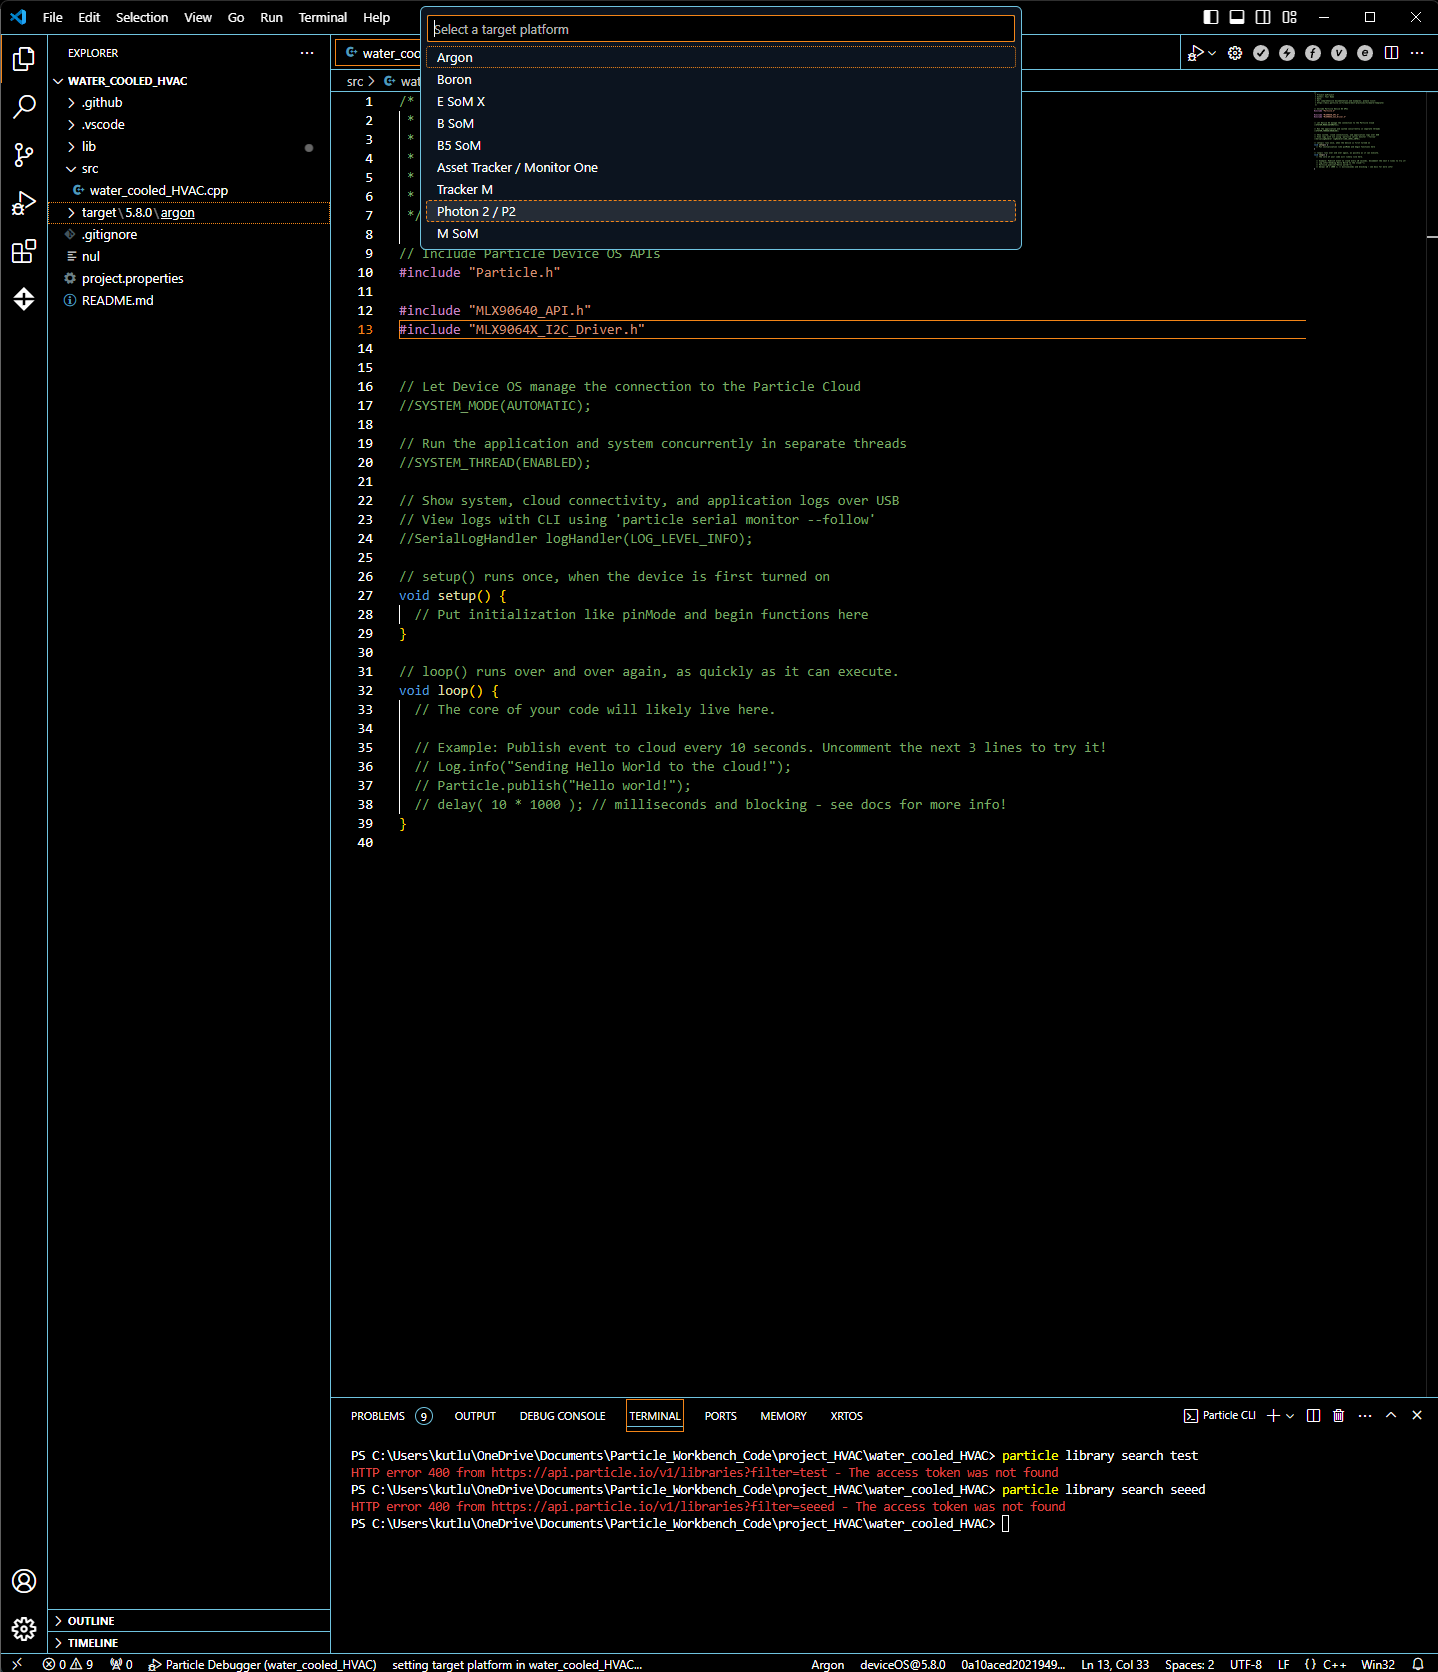 File Edit Selection View Go Run Terminal Help
Select a target platform
Argon
Boron
E SoM X
B SoM
B5 SoM
Asset Tracker / Monitor One
Tracker M
Photon 2 / P2
M SoM
EXPLORER
WATER_COOLED_HVAC
.github
.vscode
lib
src
water_cooled_HVAC.cpp
target\5.8.0\argon
.gitignore
nul
project.properties
README.md
OUTLINE
TIMELINE
water_coo
src > wat
1 /*
2 *
3 *
4 *
5 *
6 *
7 */
8
9 // Include Particle Device OS APIs
10 #include "Particle.h"
11
12 #include "MLX90640_API.h"
13 #include "MLX9064X_I2C_Driver.h"
14
15
16 // Let Device OS manage the connection to the Particle Cloud
17 //SYSTEM_MODE(AUTOMATIC);
18
19 // Run the application and system concurrently in separate threads
20 //SYSTEM_THREAD(ENABLED);
21
22 // Show system, cloud connectivity, and application logs over USB
23 // View logs with CLI using 'particle serial monitor --follow'
24 //SerialLogHandler logHandler(LOG_LEVEL_INFO);
25
26 // setup() runs once, when the device is first turned on
27 void setup() {
28 // Put initialization like pinMode and begin functions here
29 }
30
31 // loop() runs over and over again, as quickly as it can execute.
32 void loop() {
33 // The core of your code will likely live here.
34
35 // Example: Publish event to cloud every 10 seconds. Uncomment the next 3 lines to try it!
36 // Log.info("Sending Hello World to the cloud!");
37 // Particle.publish("Hello world!");
38 // delay( 10 * 1000 ); // milliseconds and blocking - see docs for more info!
39 }
40
PROBLEMS 9 OUTPUT DEBUG CONSOLE TERMINAL PORTS MEMORY XRTOS
Particle CLI
PS C:\Users\kutlu\OneDrive\Documents\Particle_Workbench_Code\project_HVAC\water_cooled_HVAC> particle library search test
HTTP error 400 from https://api.particle.io/v1/libraries?filter=test - The access token was not found
PS C:\Users\kutlu\OneDrive\Documents\Particle_Workbench_Code\project_HVAC\water_cooled_HVAC> particle library search seeed
HTTP error 400 from https://api.particle.io/v1/libraries?filter=seeed - The access token was not found
PS C:\Users\kutlu\OneDrive\Documents\Particle_Workbench_Code\project_HVAC\water_cooled_HVAC>
0 9 0 Particle Debugger (water_cooled_HVAC) setting target platform in water_cooled_HVAC... Argon deviceOS@5.8.0 0a10aced2021949... Ln 13, Col 33 Spaces: 2 UTF-8 LF {} C++ Win32